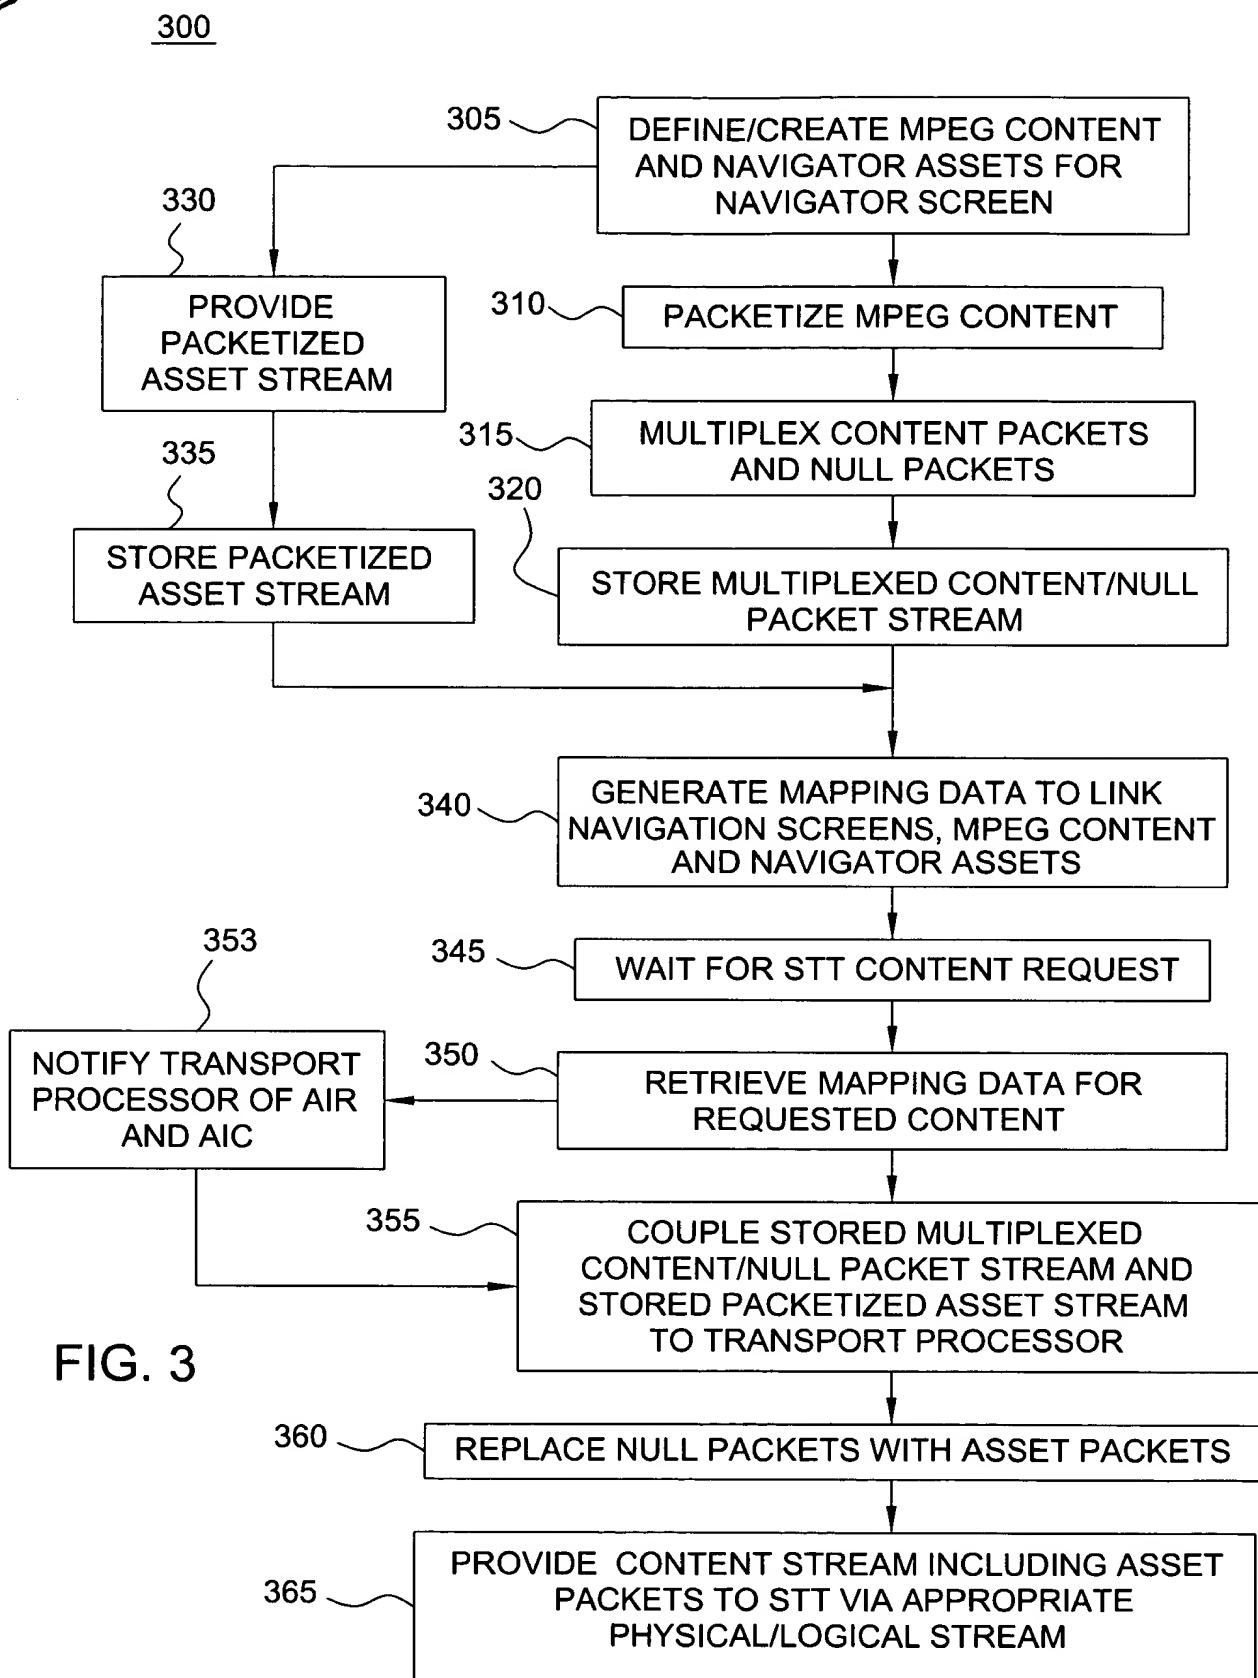 300
305
DEFINE/CREATE MPEG CONTENT
AND NAVIGATOR ASSETS FOR
NAVIGATOR SCREEN
330
PROVIDE
PACKETIZED
ASSET STREAM
310
PACKETIZE MPEG CONTENT
315
MULTIPLEX CONTENT PACKETS
AND NULL PACKETS
335
STORE PACKETIZED
ASSET STREAM
320
STORE MULTIPLEXED CONTENT/NULL
PACKET STREAM
340
GENERATE MAPPING DATA TO LINK
NAVIGATION SCREENS, MPEG CONTENT
AND NAVIGATOR ASSETS
345
WAIT FOR STT CONTENT REQUEST
353
NOTIFY TRANSPORT
PROCESSOR OF AIR
AND AIC
350
RETRIEVE MAPPING DATA FOR
REQUESTED CONTENT
355
COUPLE STORED MULTIPLEXED
CONTENT/NULL PACKET STREAM AND
STORED PACKETIZED ASSET STREAM
TO TRANSPORT PROCESSOR
FIG. 3
360
REPLACE NULL PACKETS WITH ASSET PACKETS
365
PROVIDE CONTENT STREAM INCLUDING ASSET
PACKETS TO STT VIA APPROPRIATE
PHYSICAL/LOGICAL STREAM